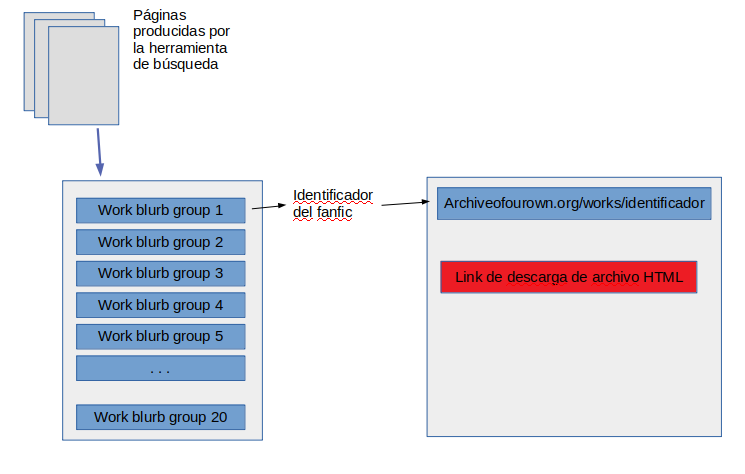 Páginas
producidas por
la herramienta
de búsqueda
Work blurb group 1
Work blurb group 2
Work blurb group 3
Work blurb group 4
Work blurb group 5
. . .
Work blurb group 20
Identificador
del fanfic
Archiveofourown.org/works/identificador
Link de descarga de archivo HTML